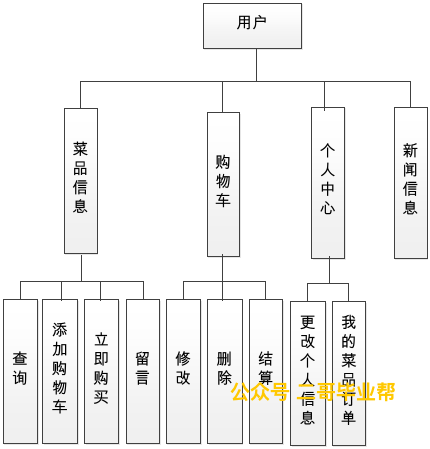 用户
菜品信息
购物车
个人中心
新闻信息
查询
添加购物车
立即购买
留言
修改
删除
结算
更改个人信息
我的菜品订单
公众号 二哥毕业帮